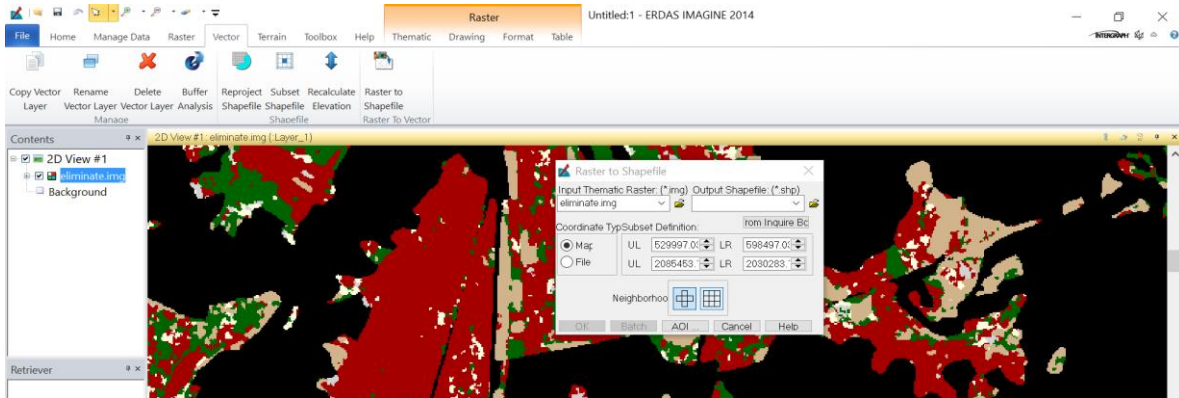 Raster
Untitled:1 - ERDAS IMAGINE 2014
File Home Manage Data Raster Vector Terrain Toolbox Help Thematic Drawing Format Table
INTERGRAPH
Copy Vector Layer
Rename Vector Layer
Delete Vector Layer
Buffer Analysis
Reproject Shapefile
Subset Shapefile
Recalculate Elevation
Raster to Shapefile
Manage
Shapefile
Raster To Vector
Contents
2D View #1: eliminate.img (:Layer_1)
2D View #1
eliminate.img
Background
Retriever
Raster to Shapefile
Input Thematic Raster: (*.img) Output Shapefile: (*.shp)
eliminate.img
rom Inquire Bo
Coordinate Typ Subset Definition:
Map UL 529997.03 LR 598497.03
File UL 2085453. LR 2030283.
Neighborhoo
OK Batch AOI ... Cancel Help